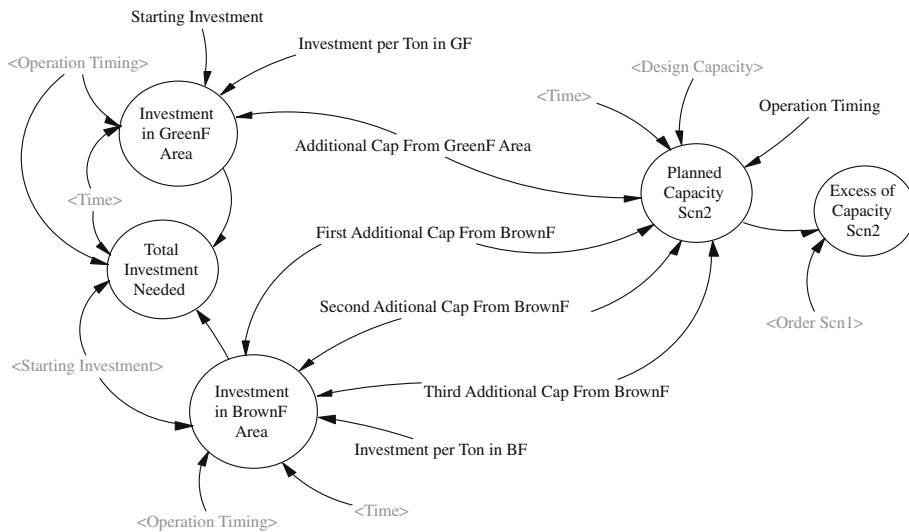 Starting Investment
Investment per Ton in GF
<Operation Timing>
<Design Capacity>
<Time>
Operation Timing
Investment
in GreenF
Area
Additional Cap From GreenF Area
Planned
Capacity
Scn2
Excess of
Capacity
Scn2
<Time>
First Additional Cap From BrownF
Total
Investment
Needed
Second Aditional Cap From BrownF
<Order Scn1>
<Starting Investment>
Investment
in BrownF
Area
Third Additional Cap From BrownF
Investment per Ton in BF
<Operation Timing>
<Time>